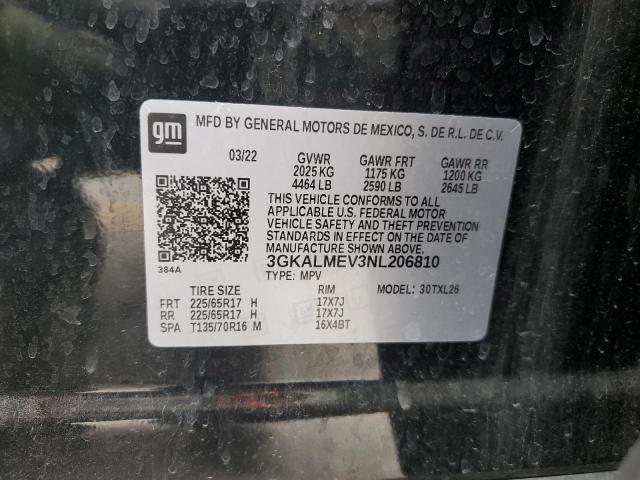 gm
MFD BY GENERAL MOTORS DE MEXICO, S. DE R.L. DE C.V.
03/22 GVWR GAWR FRT GAWR RR
2025 KG 1175 KG 1200 KG
4464 LB 2590 LB 2645 LB
THIS VEHICLE CONFORMS TO ALL
APPLICABLE U.S. FEDERAL MOTOR
VEHICLE SAFETY AND THEFT PREVENTION
STANDARDS IN EFFECT ON THE DATE OF
MANUFACTURE SHOWN ABOVE.
3GKALMEV3NL206810
384A
TYPE: MPV
TIRE SIZE RIM MODEL: 30TXL26
FRT 225/65R17 H 17X7J
RR 225/65R17 H 17X7J
SPA T135/70R16 M 16X4BT